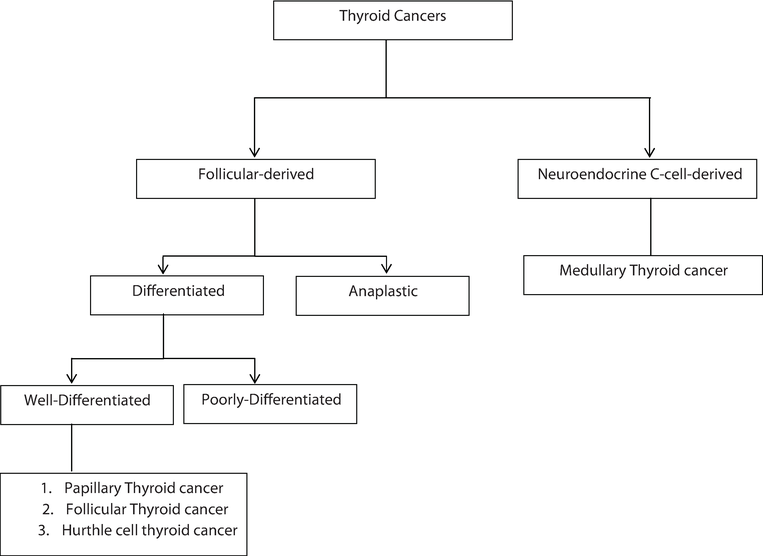 Thyroid Cancers
Follicular-derived
Neuroendocrine C-cell-derived
Medullary Thyroid cancer
Differentiated
Anaplastic
Well-Differentiated
Poorly-Differentiated
1. Papillary Thyroid cancer
2. Follicular Thyroid cancer
3. Hurthle cell thyroid cancer